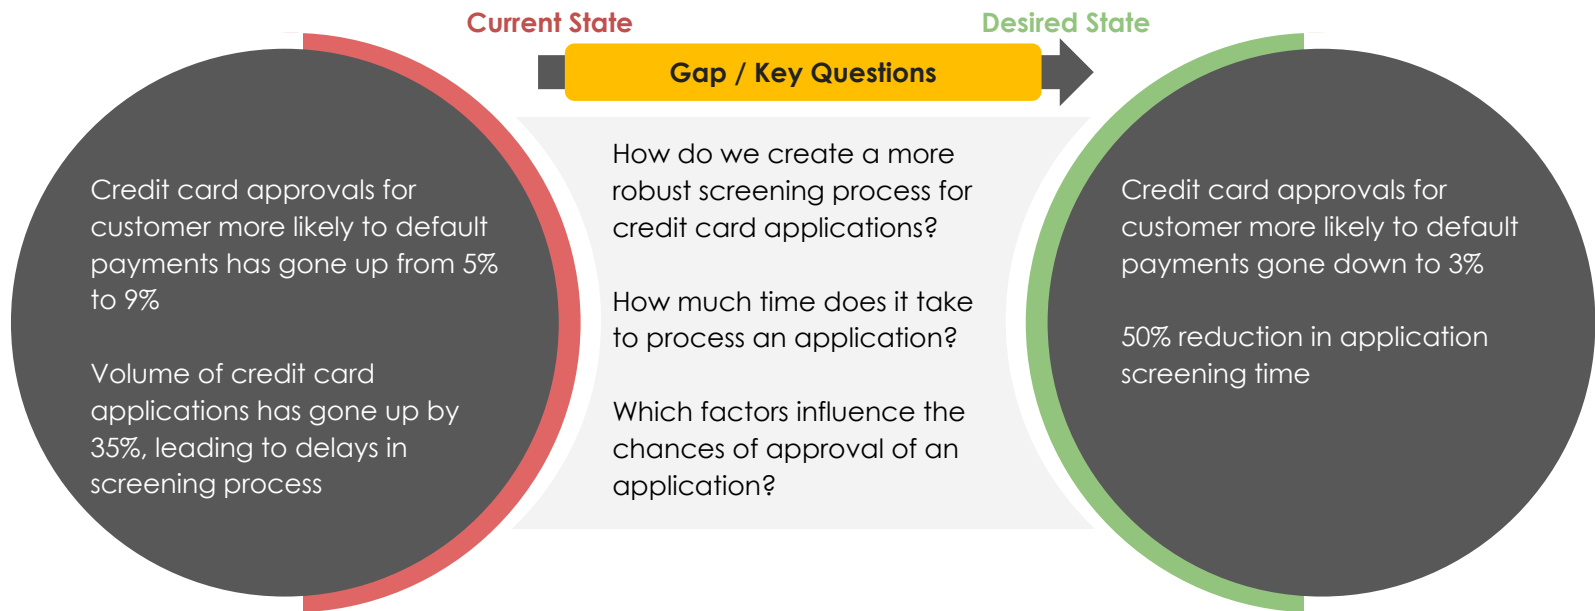 Current State
Desired State
Gap / Key Questions
Credit card approvals for
customer more likely to default
payments has gone up from 5%
to 9%
Volume of credit card
applications has gone up by
35%, leading to delays in
screening process
How do we create a more
robust screening process for
credit card applications?
How much time does it take
to process an application?
Which factors influence the
chances of approval of an
application?
Credit card approvals for
customer more likely to default
payments gone down to 3%
50% reduction in application
screening time